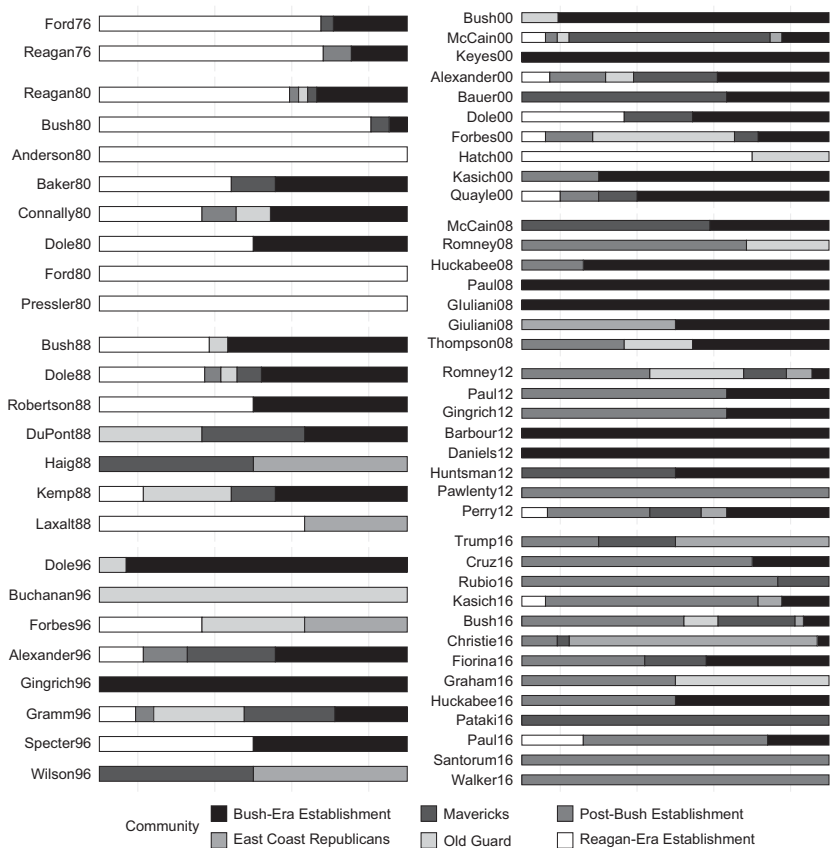 Ford76
Reagan76
Reagan80
Bush80
Anderson80
Baker80
Connally80
Dole80
Ford80
Pressler80
Bush88
Dole88
Robertson88
DuPont88
Haig88
Kemp88
Laxalt88
Dole96
Buchanan96
Forbes96
Alexander96
Gingrich96
Gramm96
Specter96
Wilson96
Bush00
McCain00
Keyes00
Alexander00
Bauer00
Dole00
Forbes00
Hatch00
Kasich00
Quayle00
McCain08
Romney08
Huckabee08
Paul08
GIuliani08
Giuliani08
Thompson08
Romney12
Paul12
Gingrich12
Barbour12
Daniels12
Huntsman12
Pawlenty12
Perry12
Trump16
Cruz16
Rubio16
Kasich16
Bush16
Christie16
Fiorina16
Graham16
Huckabee16
Pataki16
Paul16
Santorum16
Walker16
Community
Bush-Era Establishment
Mavericks
Post-Bush Establishment
East Coast Republicans
Old Guard
Reagan-Era Establishment